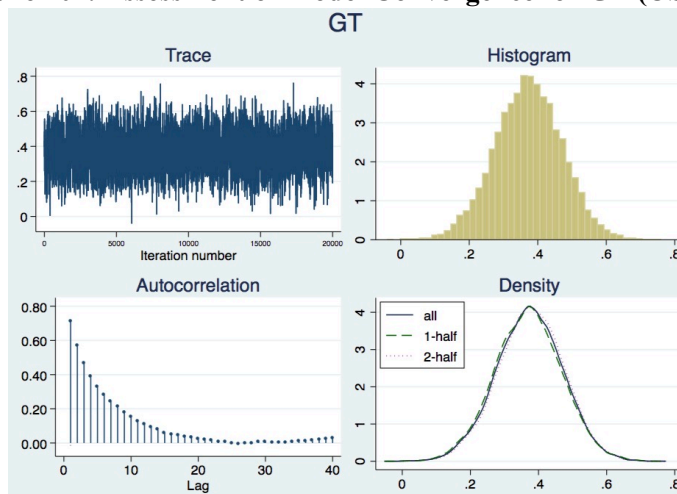 GT
Trace
.8
.6
.4
.2
0
0 5000 10000 15000 20000
Iteration number
Histogram
4
3
2
1
0
0 .2 .4 .6 .8
Autocorrelation
0.80
0.60
0.40
0.20
0.00
0 10 20 30 40
Lag
Density
all
1-half
2-half
4
3
2
1
0
0 .2 .4 .6 .8